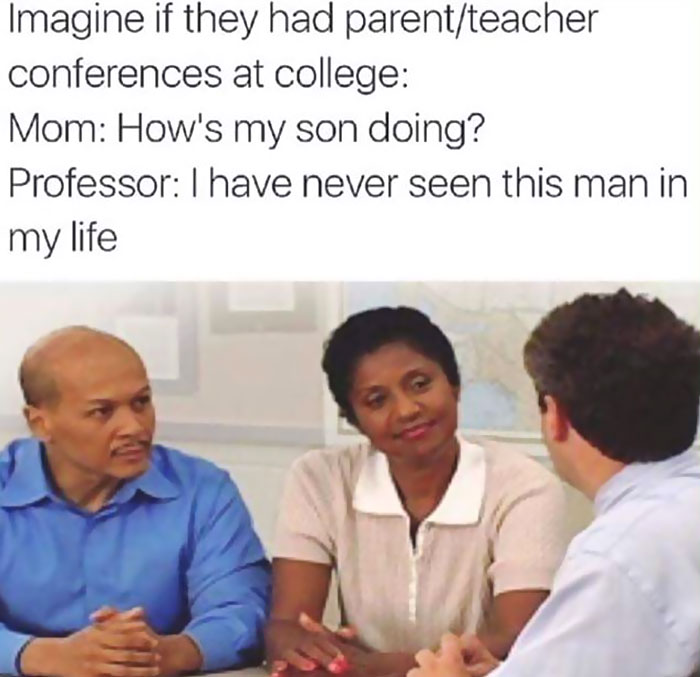 Imagine if they had parent/teacher
conferences at college:
Mom: How's my son doing?
Professor: I have never seen this man in
my life